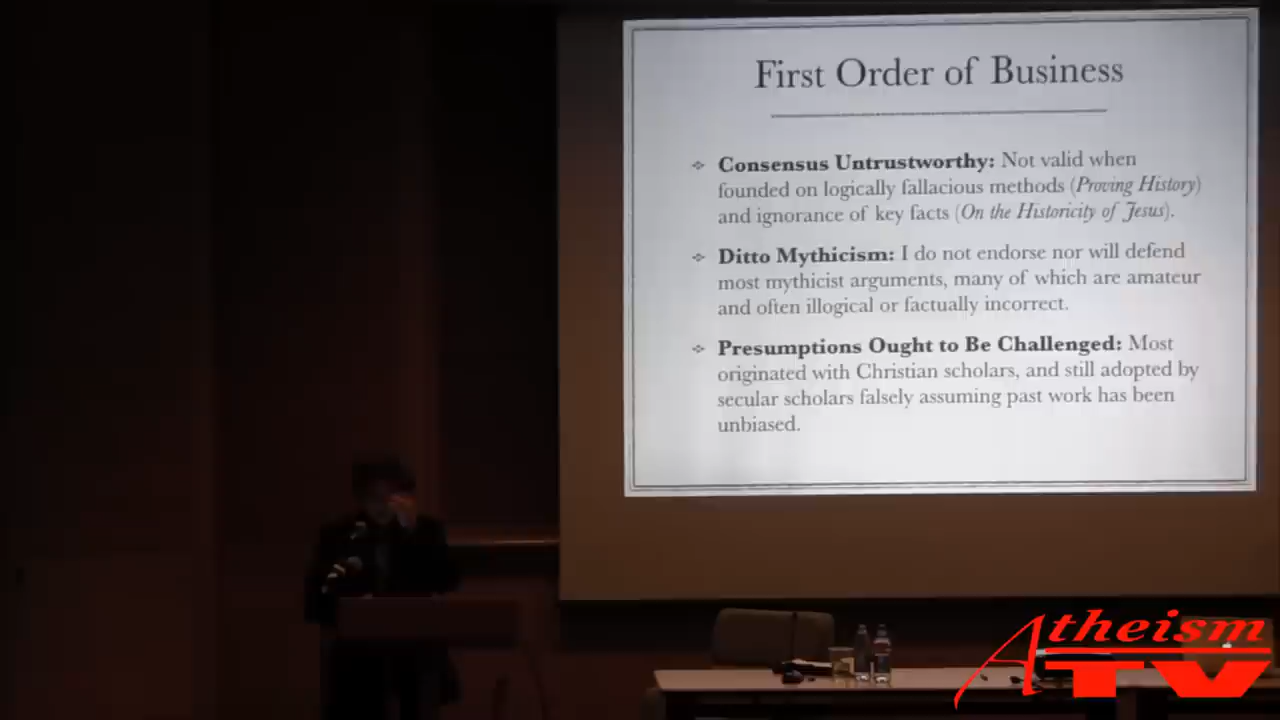 First Order of Business
Consensus Untrustworthy: Not valid when
founded on logically fallacious methods (Proving History)
and ignorance of key facts (On the Historicity of Jesus).
Ditto Mythicism: I do not endorse nor will defend
most mythicist arguments, many of which are amateur
and often illogical or factually incorrect.
Presumptions Ought to Be Challenged: Most
originated with Christian scholars, and still adopted by
secular scholars falsely assuming past work has been
unbiased.
Atheism
TV